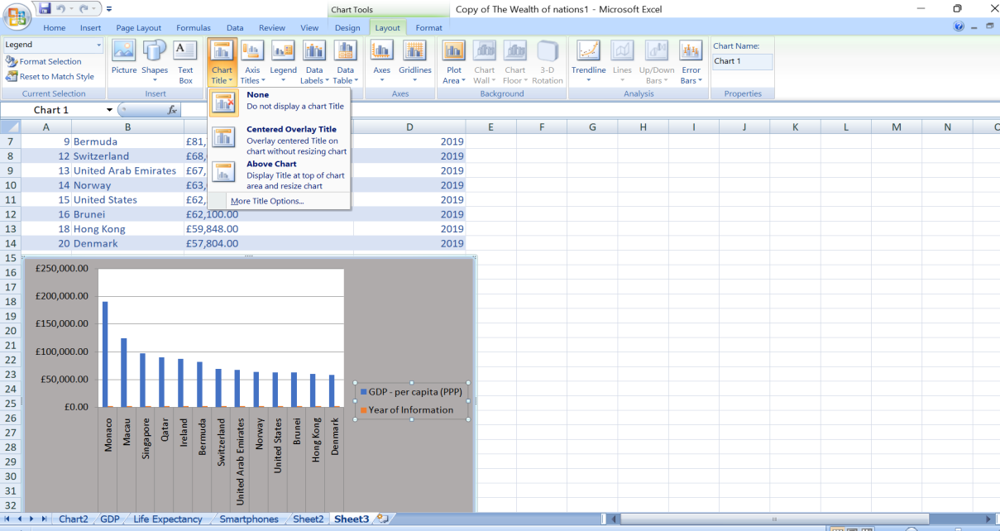 Chart Tools
Copy of The Wealth of nations1 - Microsoft Excel
Home Insert Page Layout Formulas Data Review View Design Layout Format
Legend
Format Selection
Reset to Match Style
Current Selection
Picture Shapes Text Box
Insert
Chart Title Axis Titles Legend Data Labels Data Table
Axes Gridlines
Axes
Plot Area Chart Wall Chart Floor 3-D Rotation
Background
Trendline Lines Up/Down Bars Error Bars
Analysis
Chart Name:
Chart 1
Properties
None
Do not display a chart Title
Centered Overlay Title
Overlay centered Title on
chart without resizing chart
Above Chart
Display Title at top of chart
area and resize chart
More Title Options...
Chart 1 fx
A B D E F G H I J K L M N
7 9 Bermuda £81, 2019
8 12 Switzerland £68, 2019
9 13 United Arab Emirates £67, 2019
10 14 Norway £63, 2019
11 15 United States £62, 2019
12 16 Brunei £62,100.00 2019
13 18 Hong Kong £59,848.00 2019
14 20 Denmark £57,804.00 2019
15
16
17
18
19
20
21
22
23
24
25
26
27
28
29
30
31
32
£250,000.00
£200,000.00
£150,000.00
£100,000.00
£50,000.00
£0.00
Monaco
Macau
Singapore
Qatar
Ireland
Bermuda
Switzerland
United Arab Emirates
Norway
United States
Brunei
Hong Kong
Denmark
GDP - per capita (PPP)
Year of Information
Chart2 GDP Life Expectancy Smartphones Sheet2 Sheet3